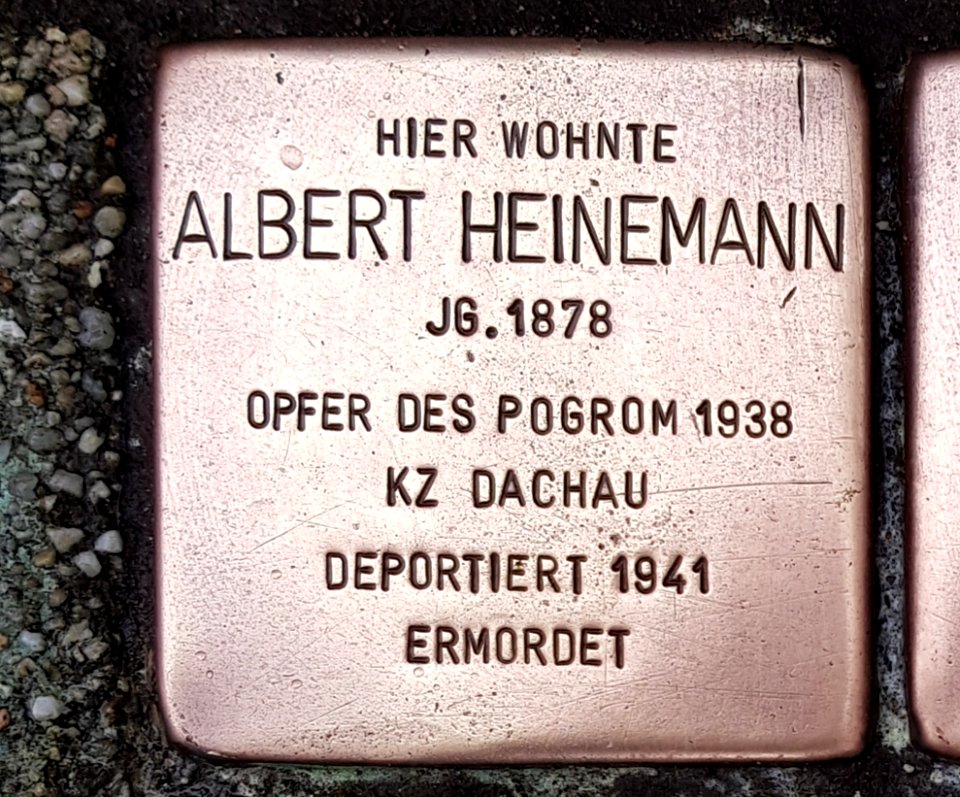 HIER WOHNTE
ALBERT HEINEMANN
JG. 1878
OPFER DES POGROM 1938
KZ DACHAU
DEPORTIERT 1941
ERMORDET